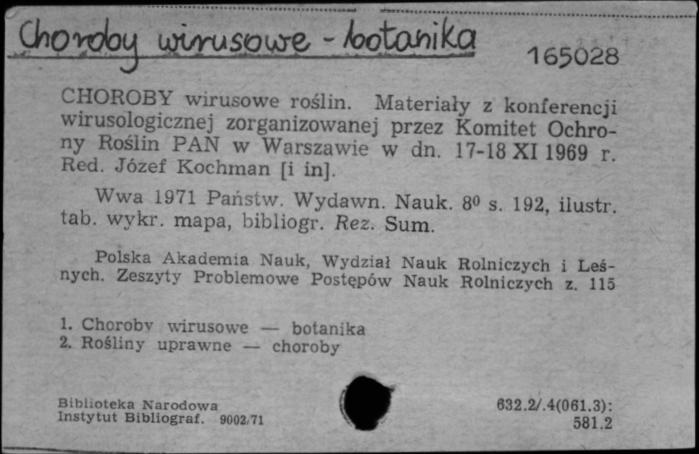 Choroby wirusowe - botanika
165028
CHOROBY wirusowe roślin. Materiały z konferencji
wirusologicznej zorganizowanej przez Komitet Ochro-
ny Roślin PAN w Warszawie w dn. 17-18 XI 1969 r.
Red. Józef Kochman [i in].
Wwa 1971 Państw. Wydawn. Nauk. 8⁰ s. 192, ilustr.
tab. wykr. mapa, bibliogr. Rez. Sum.
Polska Akademia Nauk, Wydział Nauk Rolniczych i Leś-
nych. Zeszyty Problemowe Postępów Nauk Rolniczych z. 115
1. Choroby wirusowe — botanika
2. Rośliny uprawne — choroby
Biblioteka Narodowa
Instytut Bibliograf. 9002/71
632.2/.4(061.3):
581.2